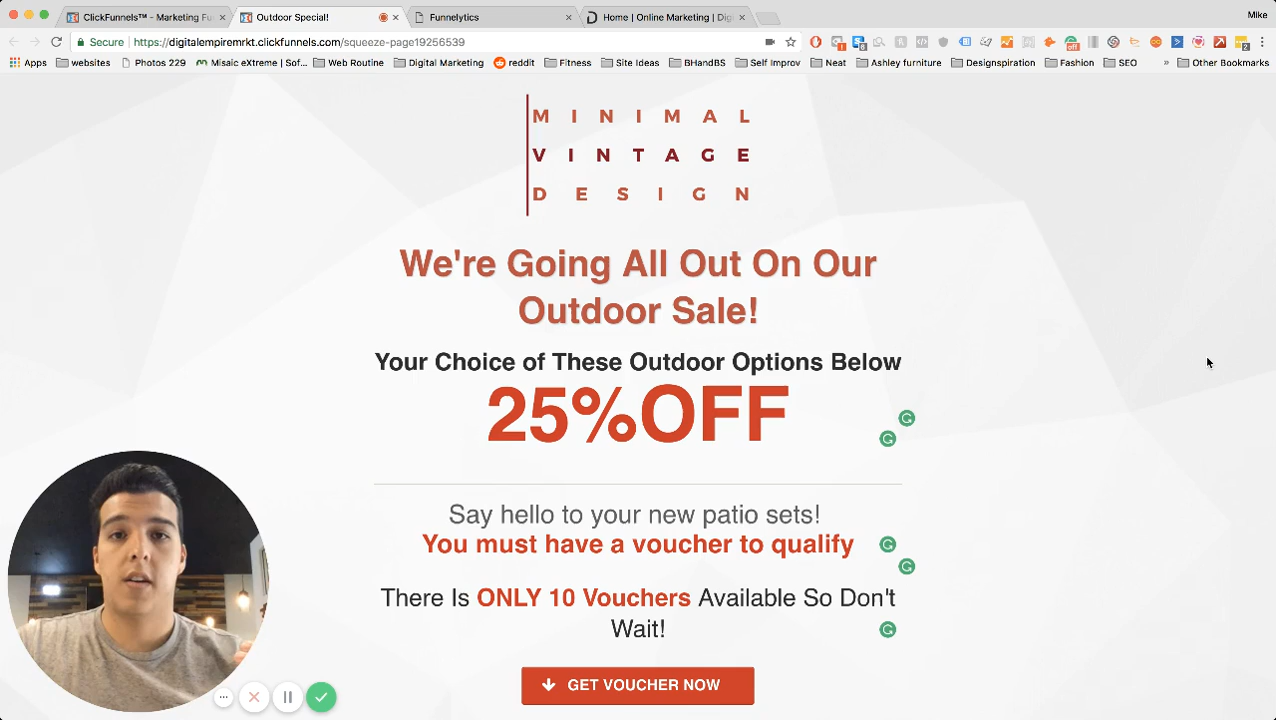 ClickFunnels™ - Marketing Fu
Outdoor Special!
Funnelytics
Home | Online Marketing | Dig
Mike
Secure
https://digitalempiremrkt.clickfunnels.com/squeeze-page19256539
Apps
websites
Photos 229
Misaic eXtreme | Sof...
Web Routine
Digital Marketing
reddit
Fitness
Site Ideas
BHandBS
Self Improv
Neat
Ashley furniture
Designspiration
Fashion
SEO
»
Other Bookmarks
MINIMAL
VINTAGE
DESIGN
We're Going All Out On Our
Outdoor Sale!
Your Choice of These Outdoor Options Below
25%OFF
Say hello to your new patio sets!
You must have a voucher to qualify
There Is ONLY 10 Vouchers Available So Don't
Wait!
GET VOUCHER NOW